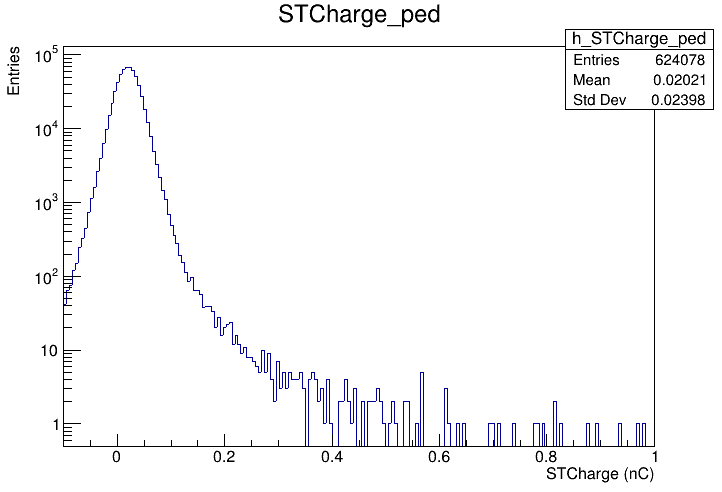 STCharge_ped
h_STCharge_ped
Entries 624078
Mean 0.02021
Std Dev 0.02398
Entries
10^5
10^4
10^3
10^2
10
1
0 0.2 0.4 0.6 0.8 1
STCharge (nC)